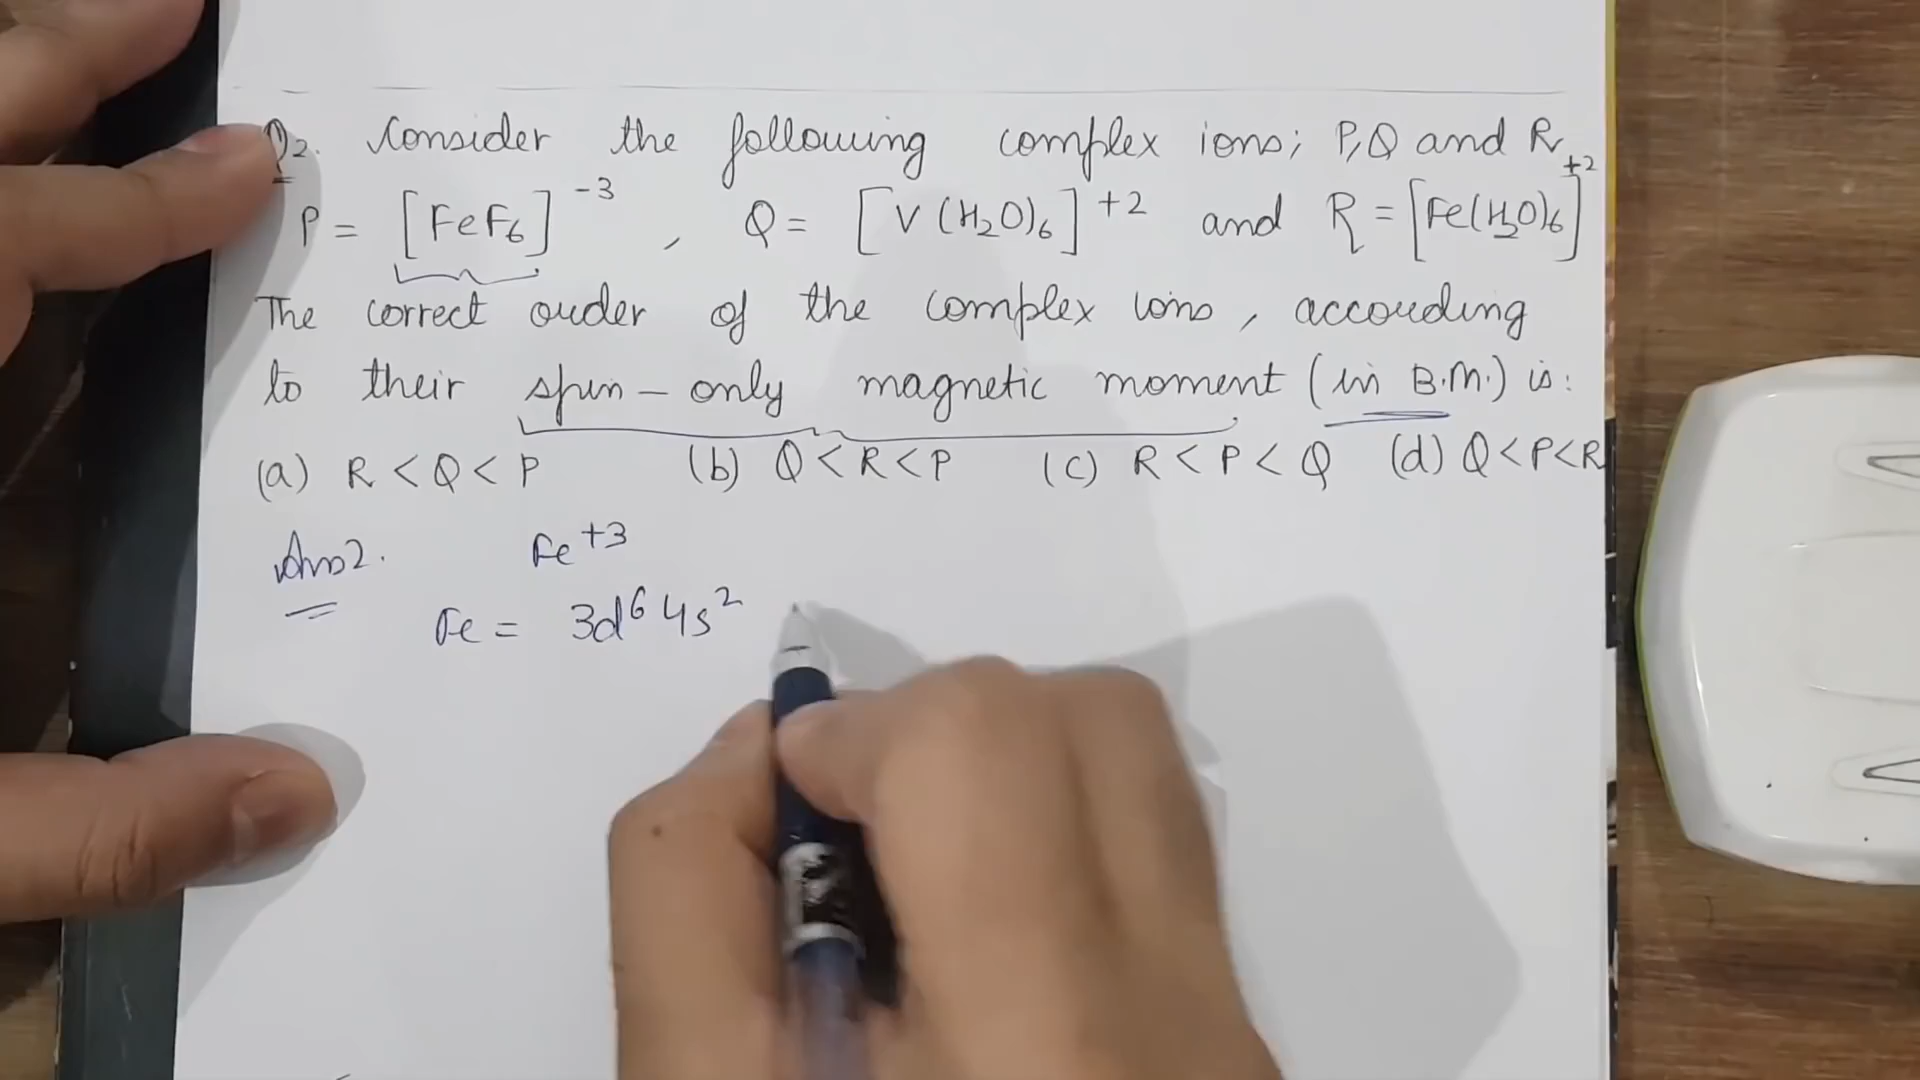 Q2. Consider the following complex ions; P,Q and R,
P = [FeF₆]⁻³ , Q = [V(H₂O)₆]⁺² and R = [Fe(H₂O)₆]⁺²
The correct order of the complex ions, according
to their spin-only magnetic moment (in B.M.) is:
(a) R < Q < P (b) Q < R < P (c) R < P < Q (d) Q < P < R
Ans2. Fe⁺³
Fe = 3d⁶ 4s²